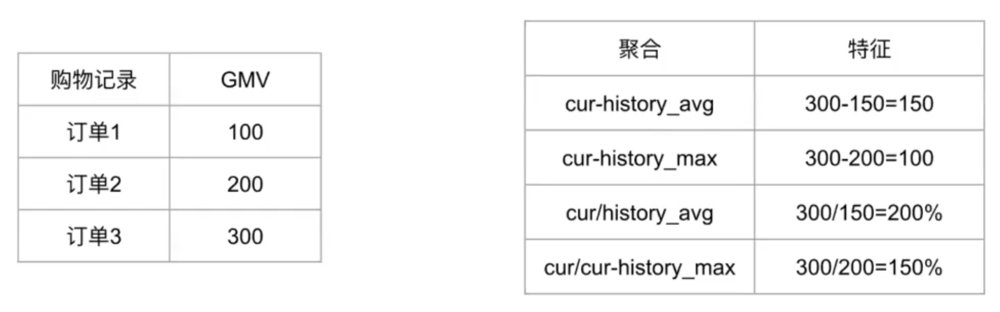 购物记录 GMV
订单1 100
订单2 200
订单3 300
聚合 特征
cur-history_avg 300-150=150
cur-history_max 300-200=100
cur/history_avg 300/150=200%
cur/cur-history_max 300/200=150%